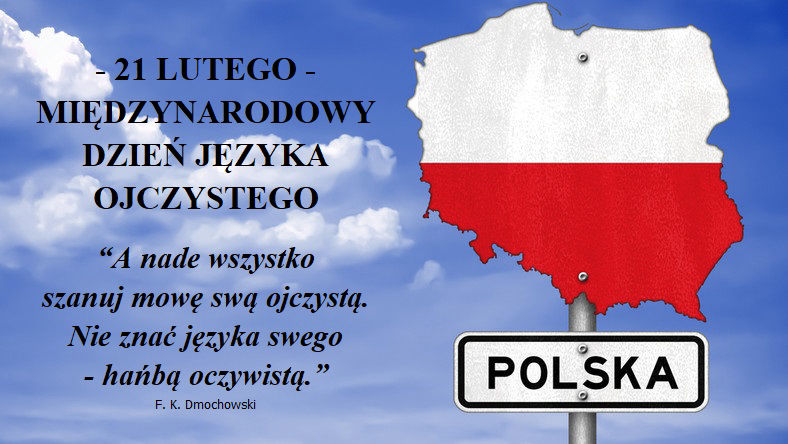 - 21 LUTEGO -
MIĘDZYNARODOWY
DZIEŃ JĘZYKA
OJCZYSTEGO
“A nade wszystko
szanuj mowę swą ojczystą.
Nie znać języka swego
- hańbą oczywistą.”
F. K. Dmochowski
POLSKA